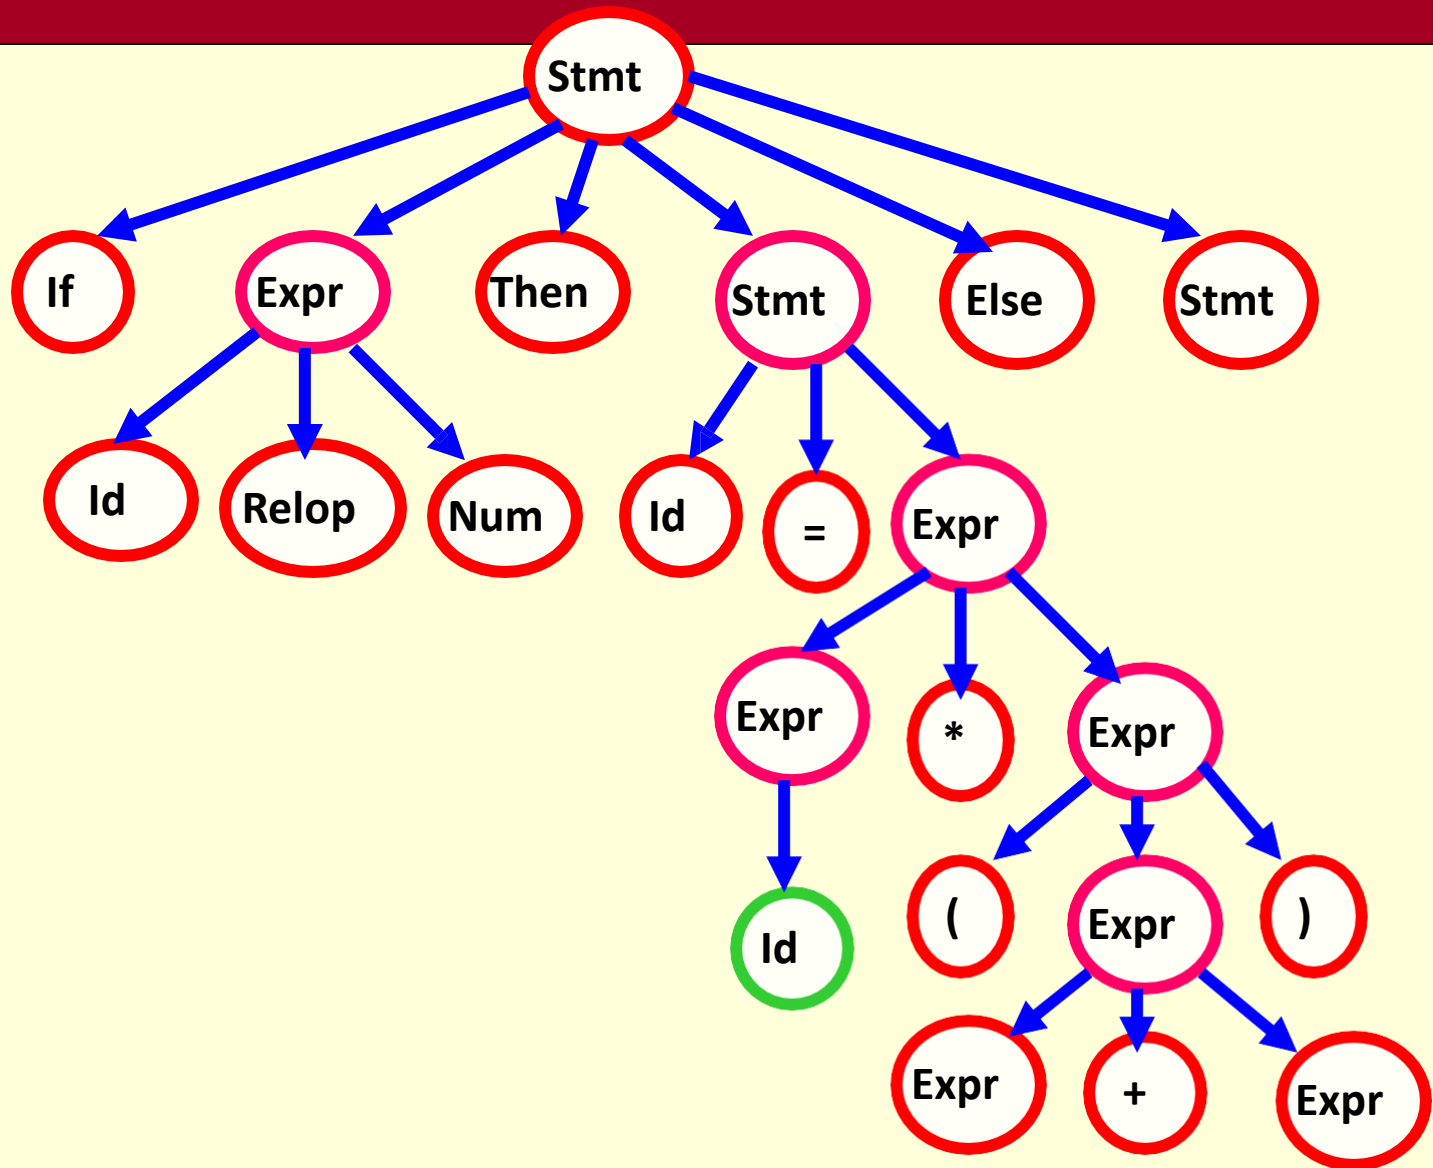 Stmt
If
Expr
Then
Stmt
Else
Stmt
Id
Relop
Num
Id
=
Expr
Expr
*
Expr
Id
(
Expr
)
Expr
+
Expr